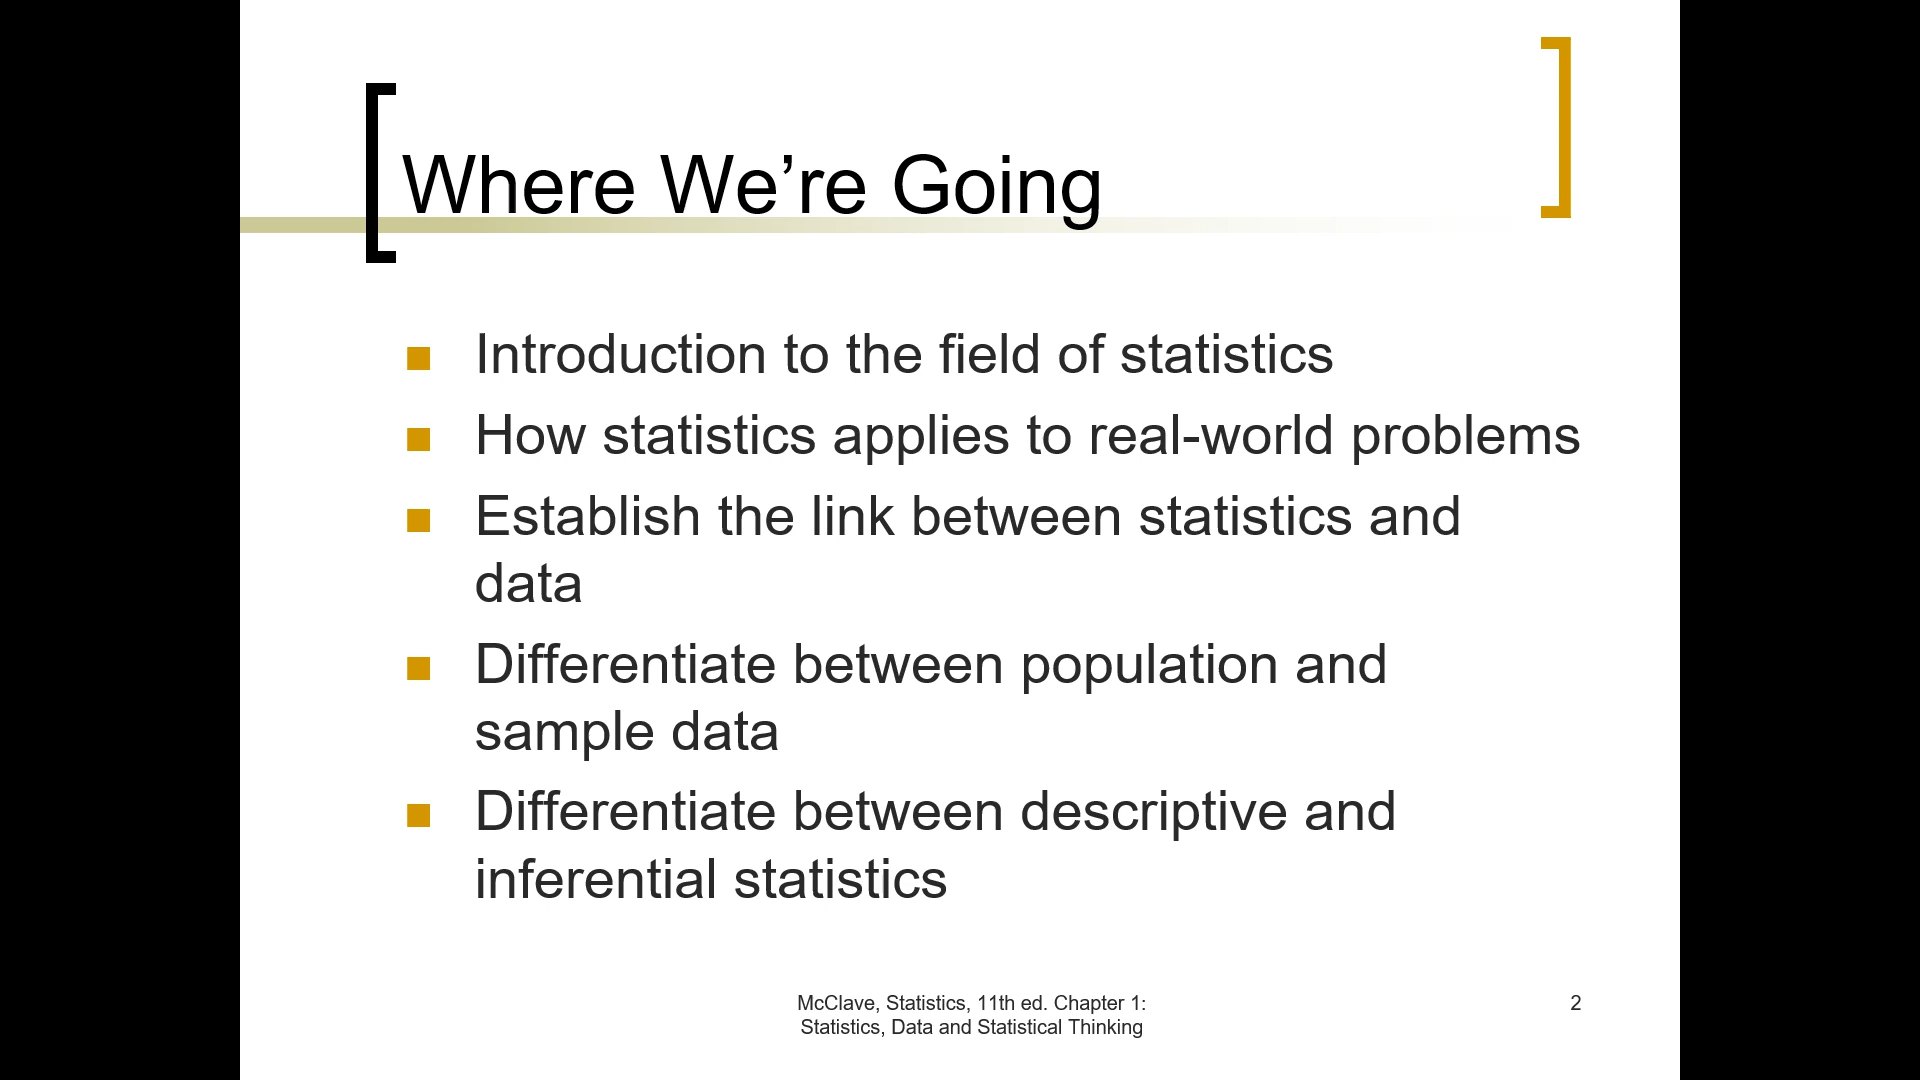 Where We’re Going
Introduction to the field of statistics
How statistics applies to real-world problems
Establish the link between statistics and
data
Differentiate between population and
sample data
Differentiate between descriptive and
inferential statistics
McClave, Statistics, 11th ed. Chapter 1:
Statistics, Data and Statistical Thinking
2